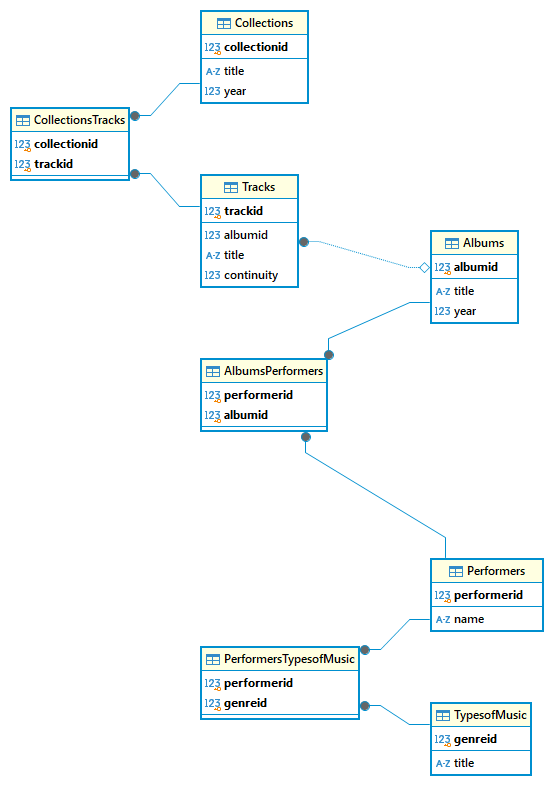 Collections
123 collectionid
A-Z title
123 year
CollectionsTracks
123 collectionid
123 trackid
Tracks
123 trackid
123 albumid
A-Z title
123 continuity
Albums
123 albumid
A-Z title
123 year
AlbumsPerformers
123 performerid
123 albumid
Performers
123 performerid
A-Z name
PerformersTypesofMusic
123 performerid
123 genreid
TypesofMusic
123 genreid
A-Z title